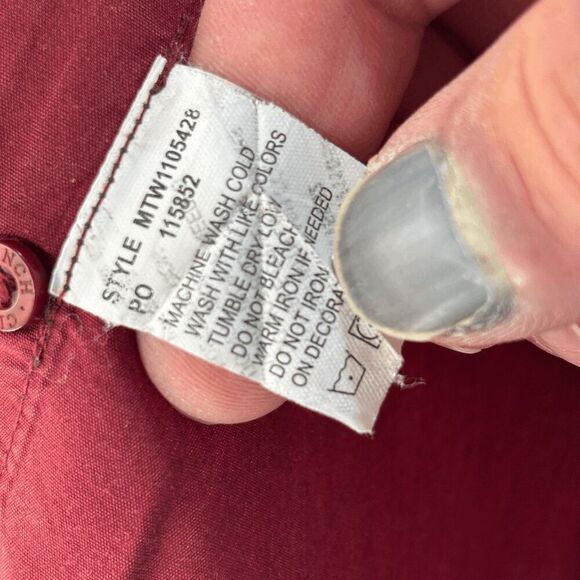 STYLE MTW1105428
PO 115852
MACHINE WASH COLD
WASH WITH LIKE COLORS
TUMBLE DRY LOW
DO NOT BLEACH
WARM IRON IF NEEDED
DO NOT IRON
ON DECORA
NCH